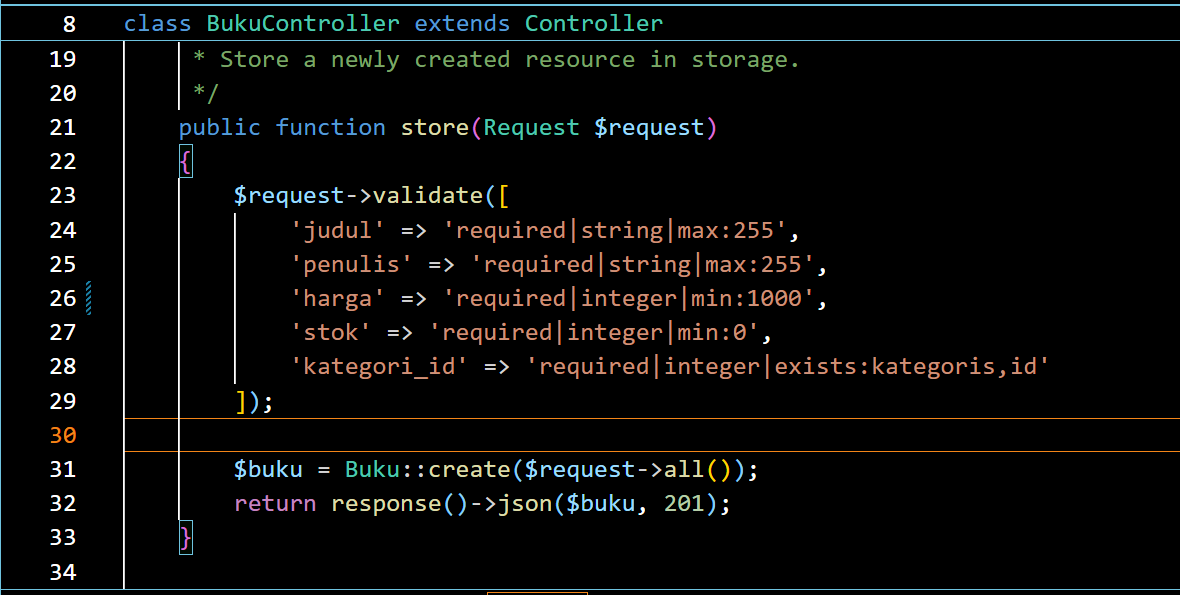 8 class BukuController extends Controller
19 * Store a newly created resource in storage.
20 */
21 public function store(Request $request)
22 {
23 $request->validate([
24 'judul' => 'required|string|max:255',
25 'penulis' => 'required|string|max:255',
26 'harga' => 'required|integer|min:1000',
27 'stok' => 'required|integer|min:0',
28 'kategori_id' => 'required|integer|exists:kategoris,id'
29 ]);
30
31 $buku = Buku::create($request->all());
32 return response()->json($buku, 201);
33 }
34